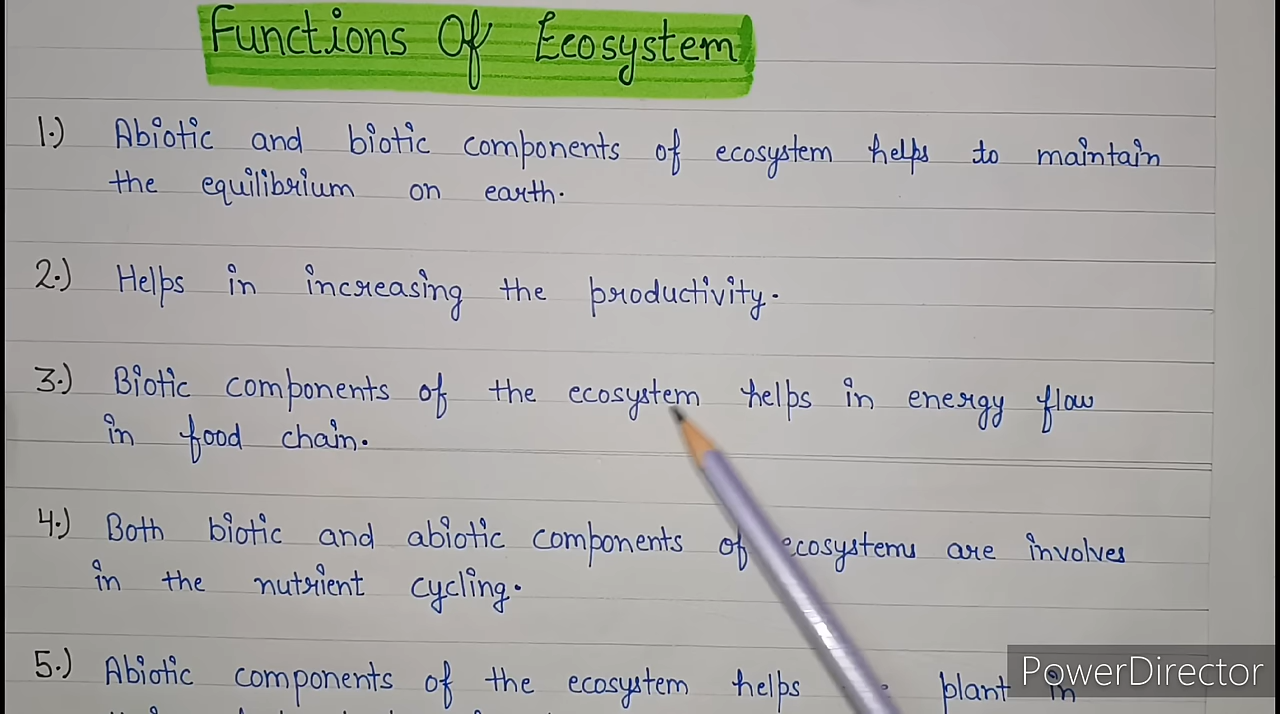 Functions Of Ecosystem
1.) Abiotic and biotic components of ecosystem helps to maintain
the equilibrium on earth.
2.) Helps in increasing the productivity.
3.) Biotic components of the ecosystem helps in energy flow
in food chain.
4.) Both biotic and abiotic components of ecosystems are involves
in the nutrient cycling.
5.) Abiotic components of the ecosystem helps plant in
PowerDirector